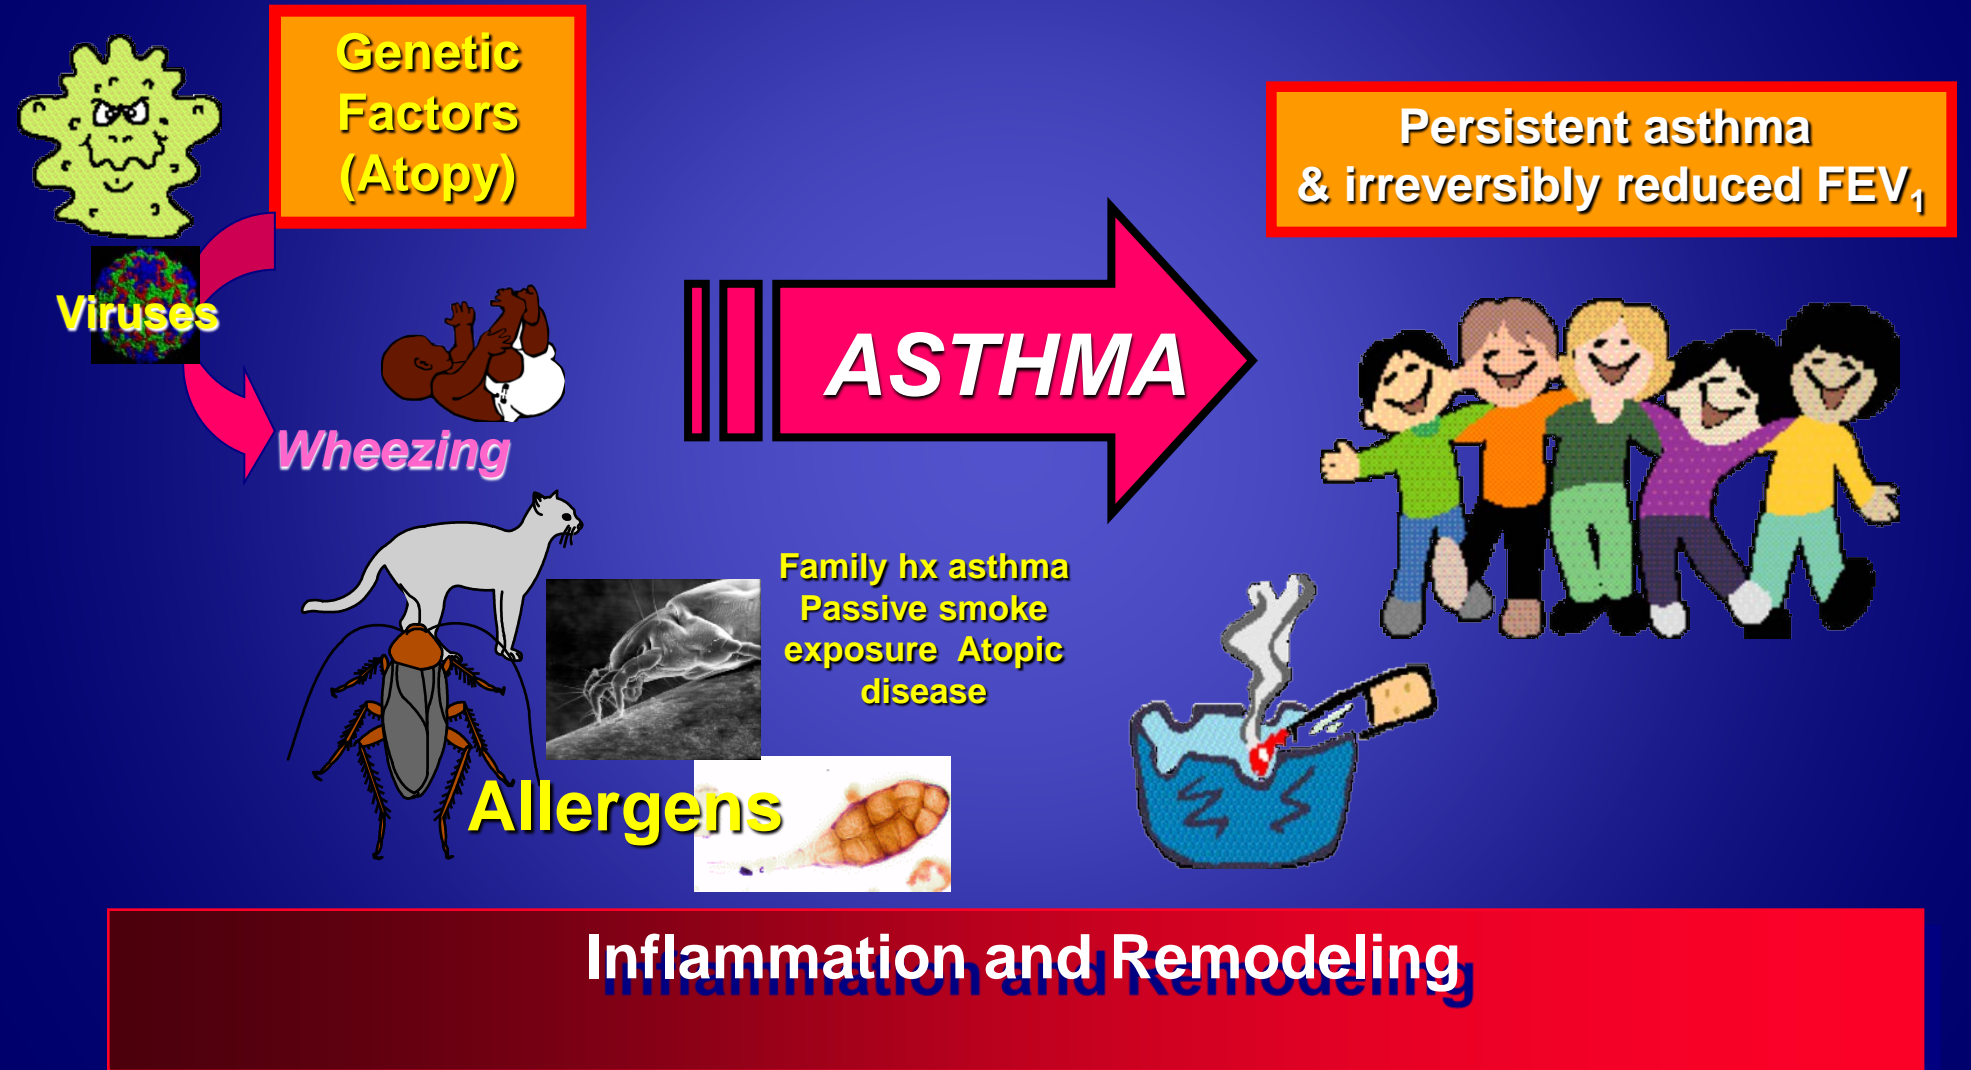 Genetic
Factors
(Atopy)
Persistent asthma
& irreversibly reduced FEV₁
Viruses
ASTHMA
Wheezing
Family hx asthma
Passive smoke
exposure  Atopic
disease
Allergens
Inflammation and Remodeling